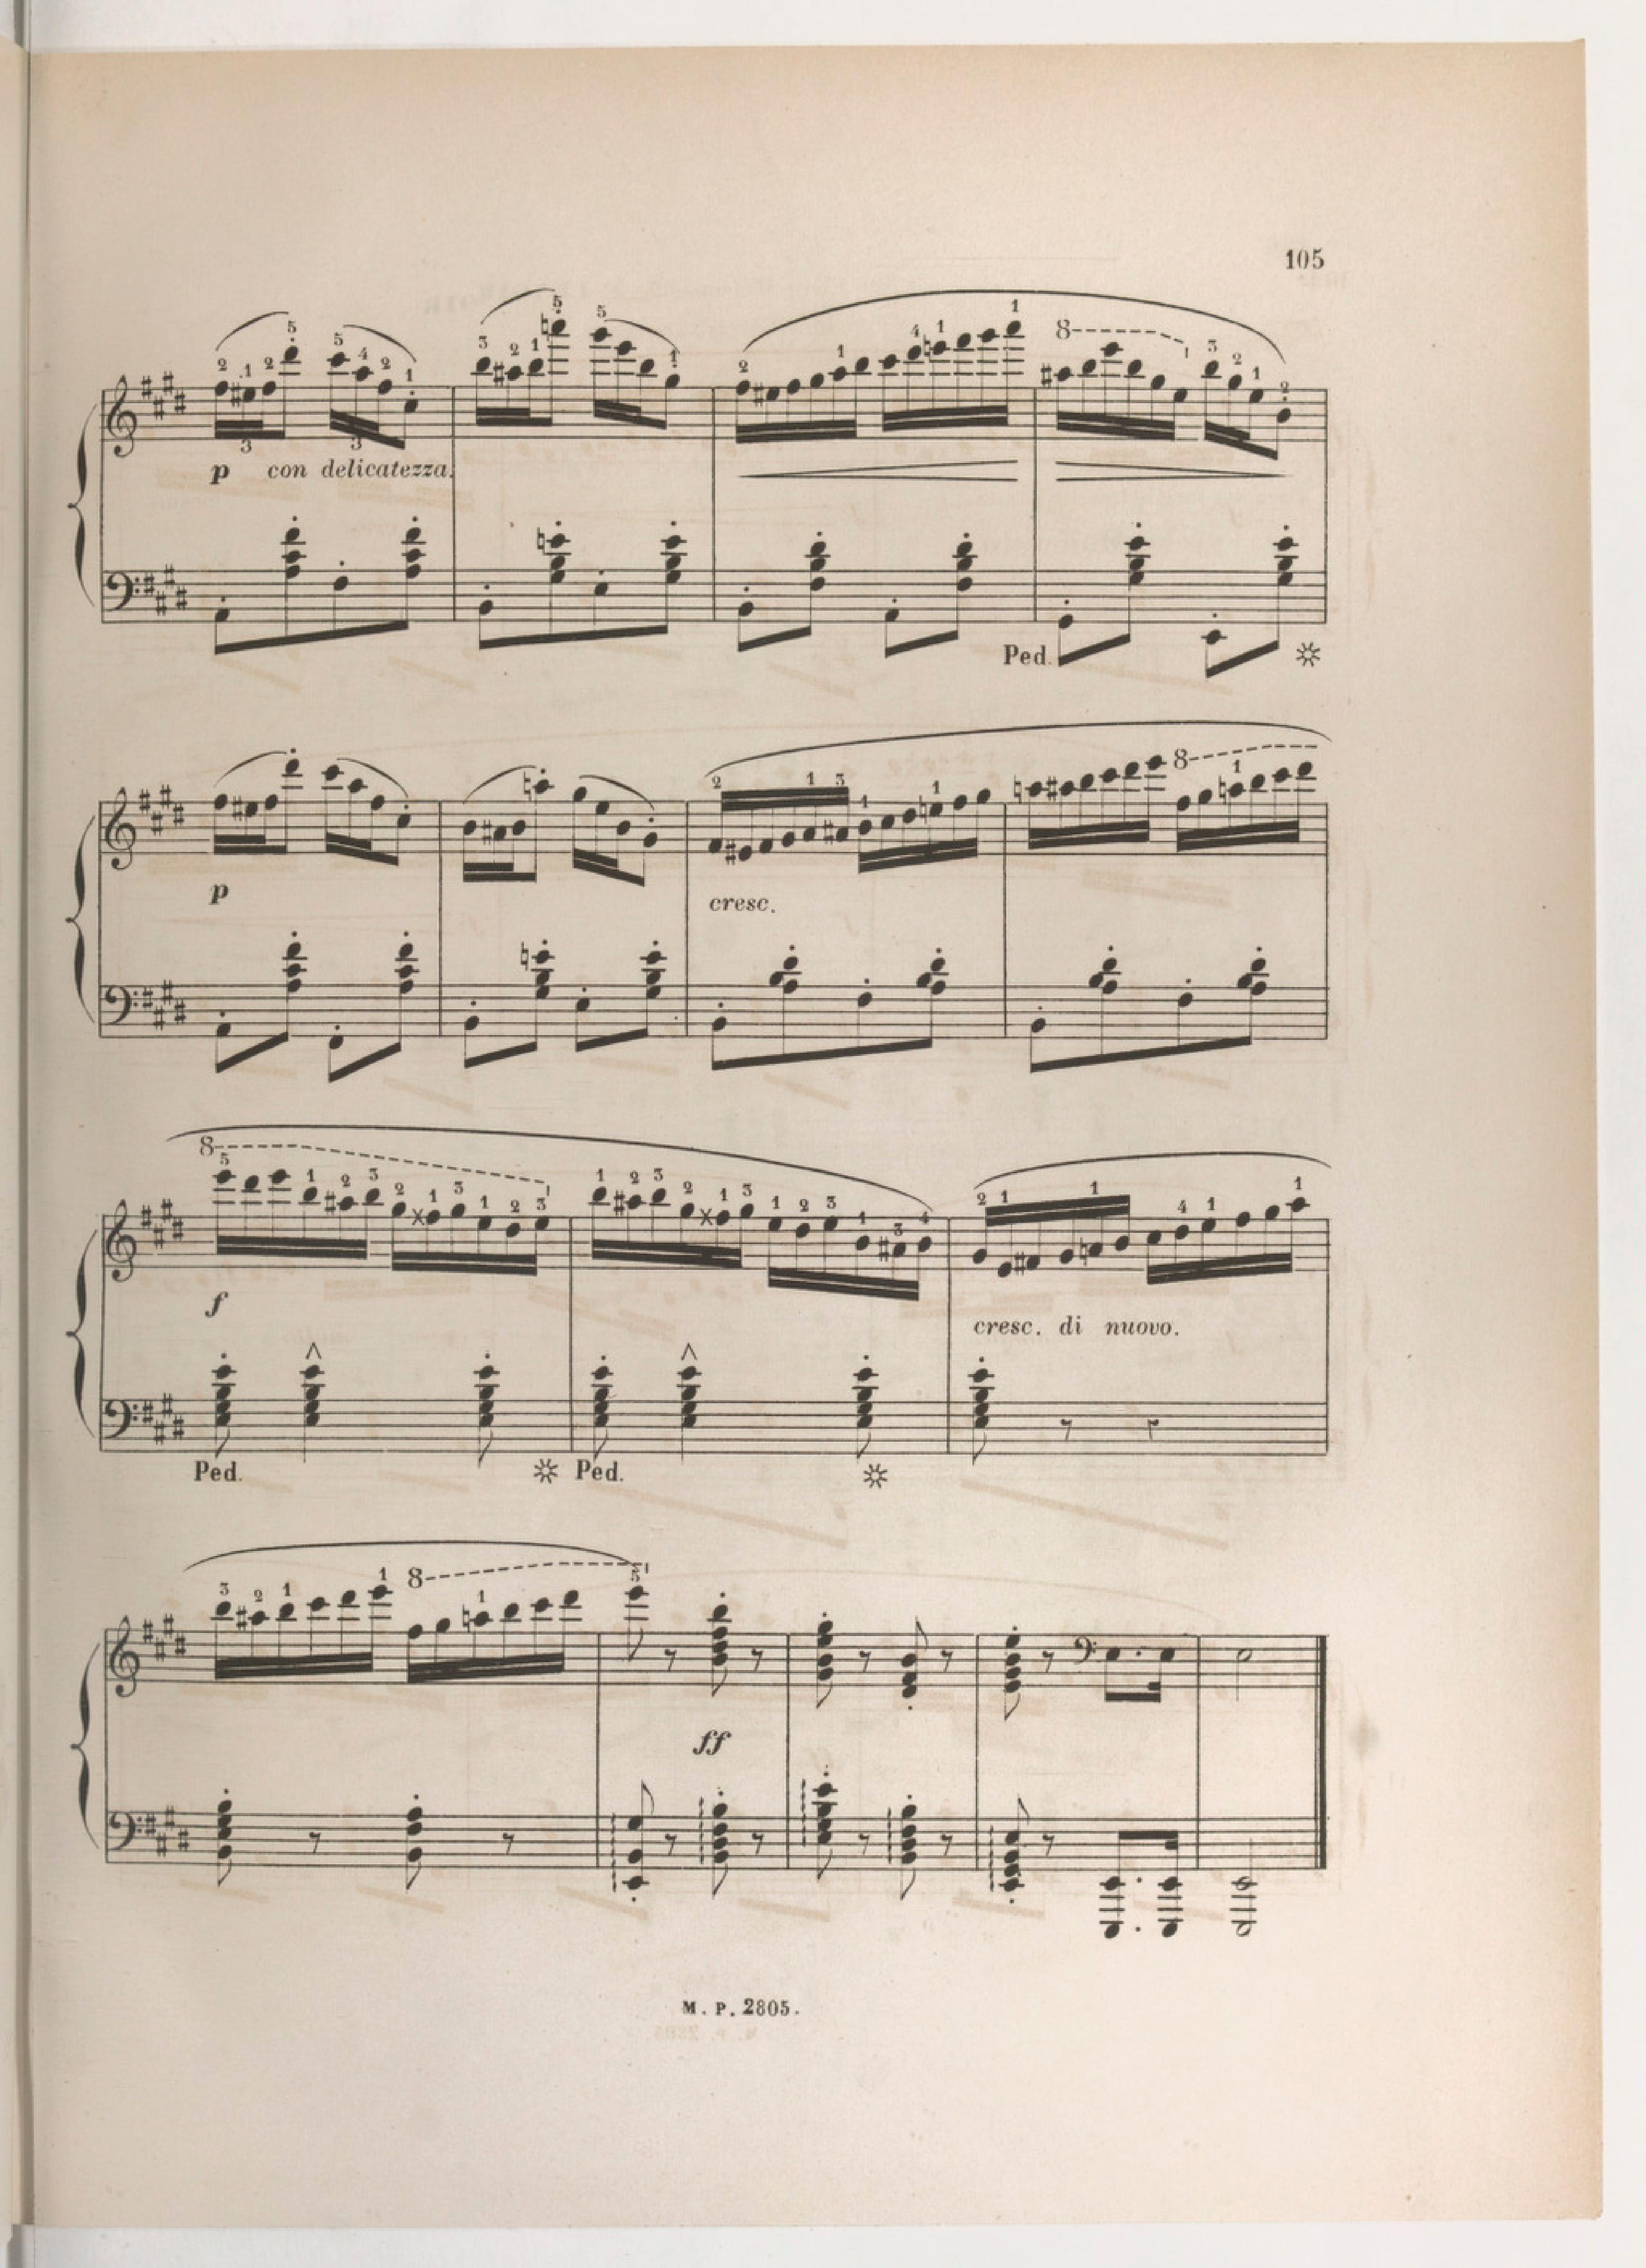 105
p con delicatezza.
Ped.
p
cresc.
f
cresc. di nuovo.
Ped.
Ped.
ff
M. P. 2805.